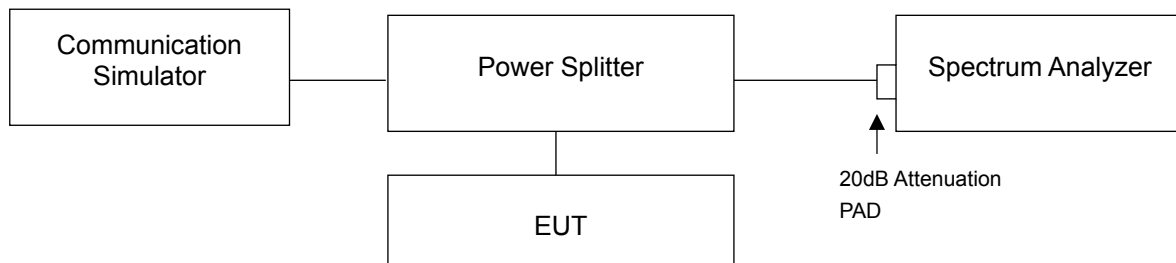 Communication
Simulator
Power Splitter
Spectrum Analyzer
20dB Attenuation
PAD
EUT